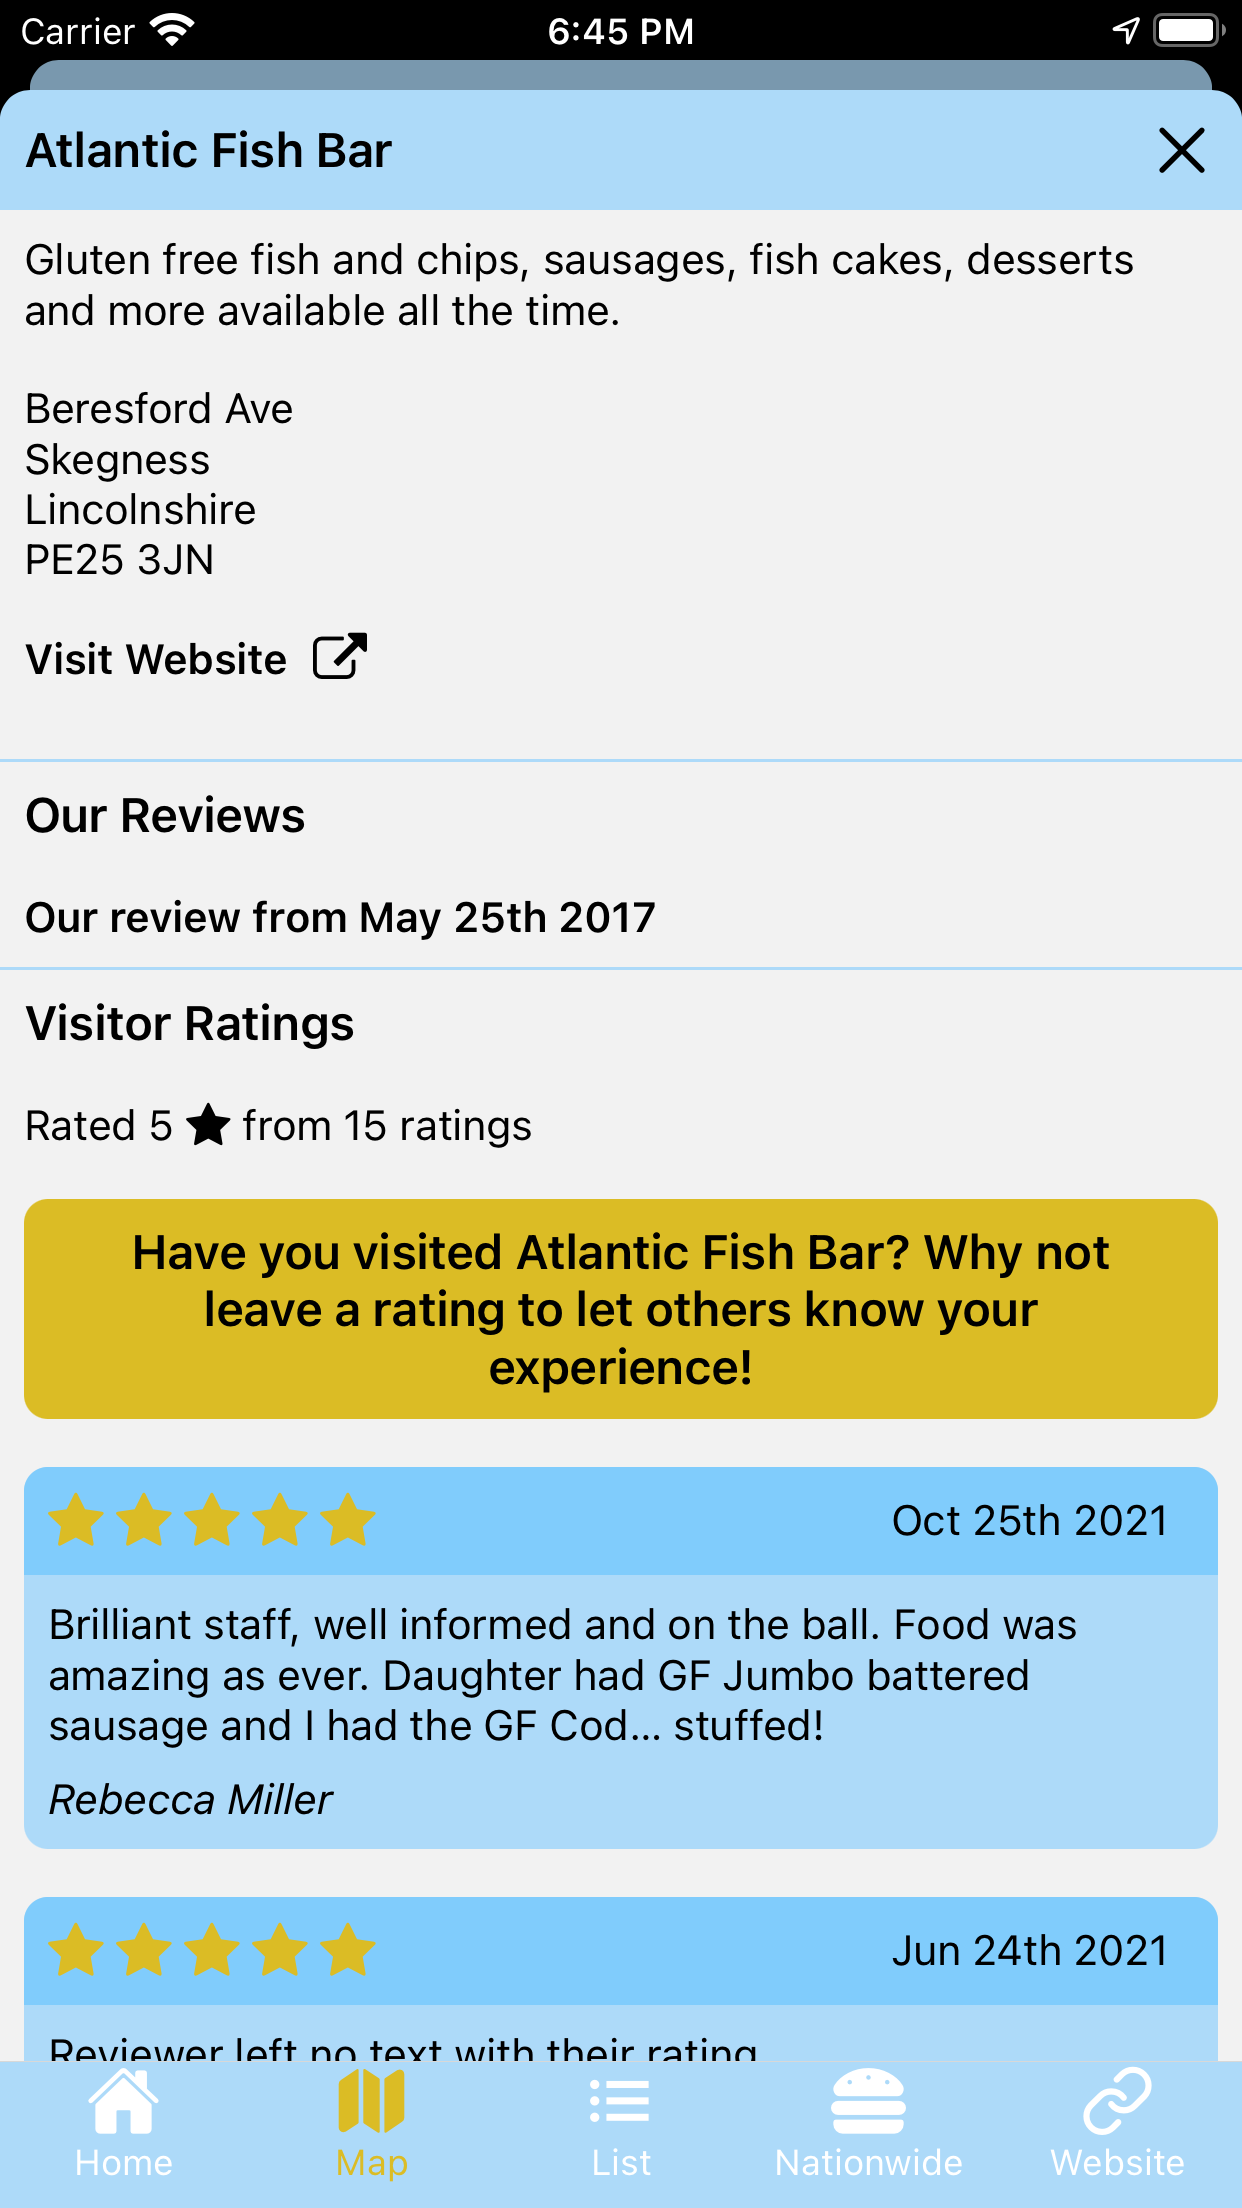 Carrier 6:45 PM
Atlantic Fish Bar
Gluten free fish and chips, sausages, fish cakes, desserts
and more available all the time.
Beresford Ave
Skegness
Lincolnshire
PE25 3JN
Visit Website
Our Reviews
Our review from May 25th 2017
Visitor Ratings
Rated 5 ★ from 15 ratings
Have you visited Atlantic Fish Bar? Why not
leave a rating to let others know your
experience!
Oct 25th 2021
Brilliant staff, well informed and on the ball. Food was
amazing as ever. Daughter had GF Jumbo battered
sausage and I had the GF Cod... stuffed!
Rebecca Miller
Jun 24th 2021
Reviewer left no text with their rating
Home Map List Nationwide Website